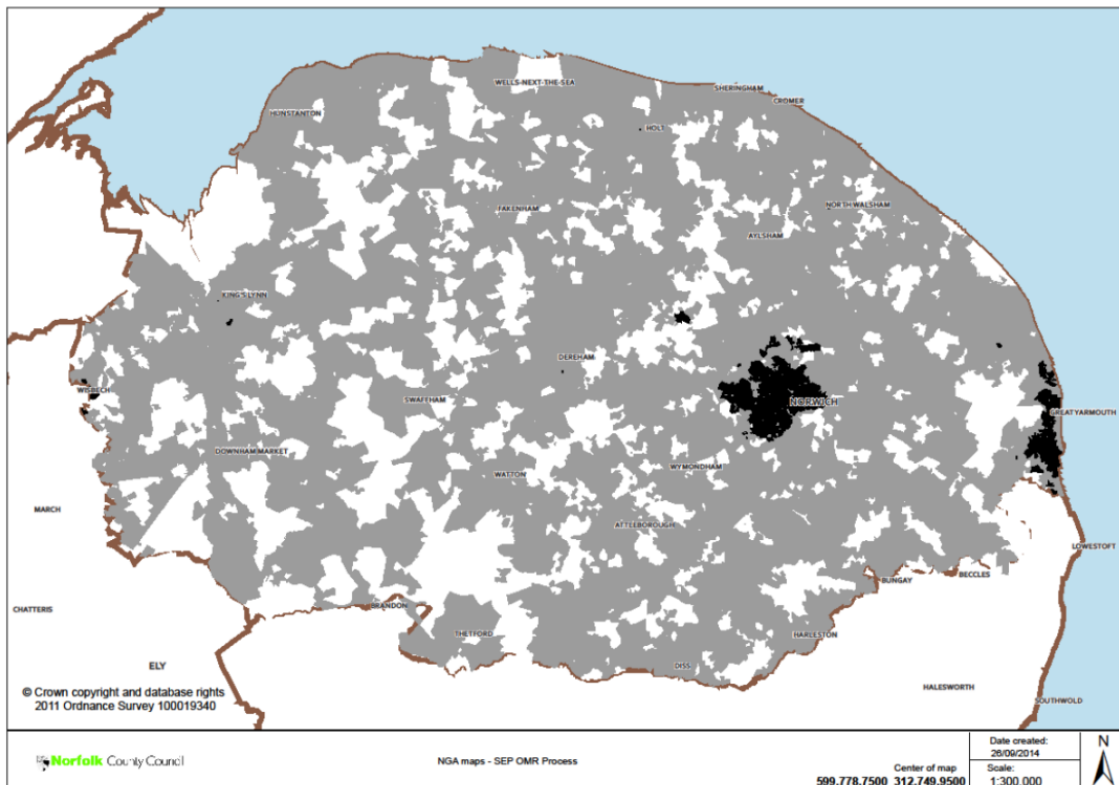 WELLS-NEXT-THE-SEA
SHERINGHAM
CROMER
HUNSTANTON
HOLT
FAKENHAM
NORTH WALSHAM
AYLSHAM
KING'S LYNN
DEREHAM
WISBECH
SWAFFHAM
NORWICH
GREAT YARMOUTH
DOWNHAM MARKET
WATTON
WYMONDHAM
MARCH
ATTLEBOROUGH
LOWESTOFT
BUNGAY
BECCLES
CHATTERIS
BRANDON
THETFORD
HARLESTON
ELY
DISS
HALESWORTH
SOUTHWOLD
© Crown copyright and database rights
2011 Ordnance Survey 100019340
Norfolk County Council
NGA maps - SEP OMR Process
Center of map
599,778.7500 312,749.9500
Date created:
26/09/2014
Scale:
1:300,000
N